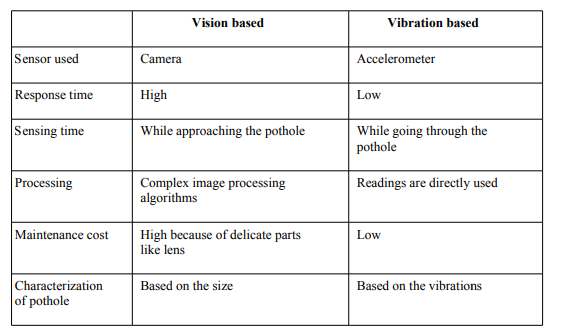 Vision based
Vibration based
Sensor used
Camera
Accelerometer
Response time
High
Low
Sensing time
While approaching the pothole
While going through the
pothole
Processing
Complex image processing
algorithms
Readings are directly used
Maintenance cost
High because of delicate parts
like lens
Low
Characterization
of pothole
Based on the size
Based on the vibrations